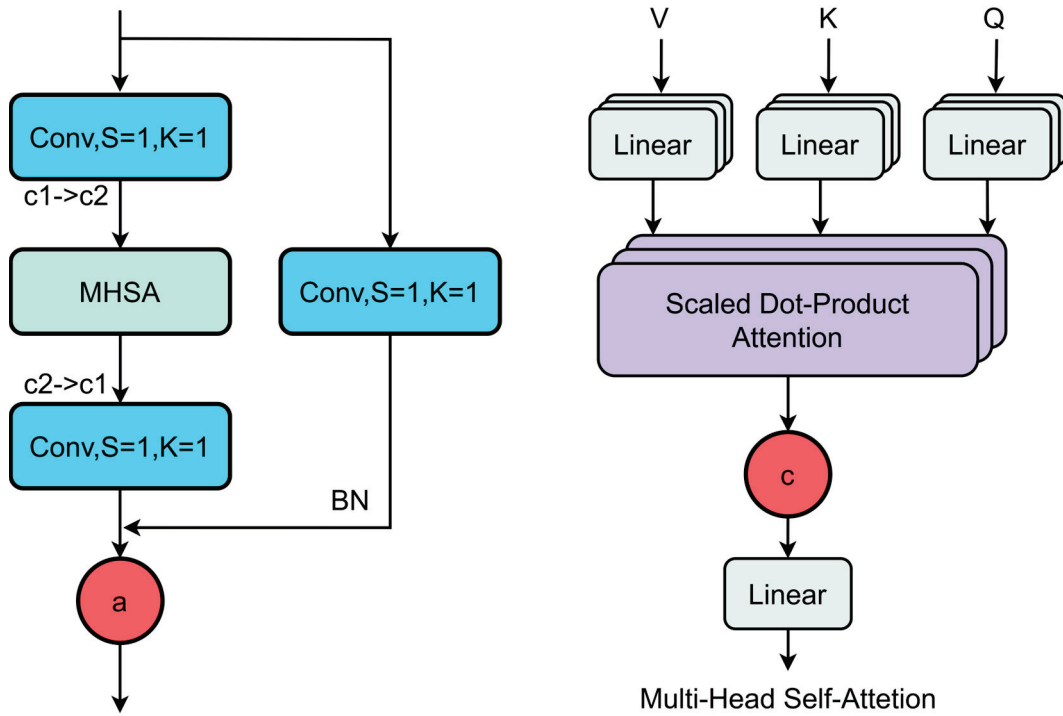 Conv,S=1,K=1
c1->c2
MHSA
Conv,S=1,K=1
c2->c1
Conv,S=1,K=1
BN
a
V
K
Q
Linear
Linear
Linear
Scaled Dot-Product
Attention
c
Linear
Multi-Head Self-Attetion